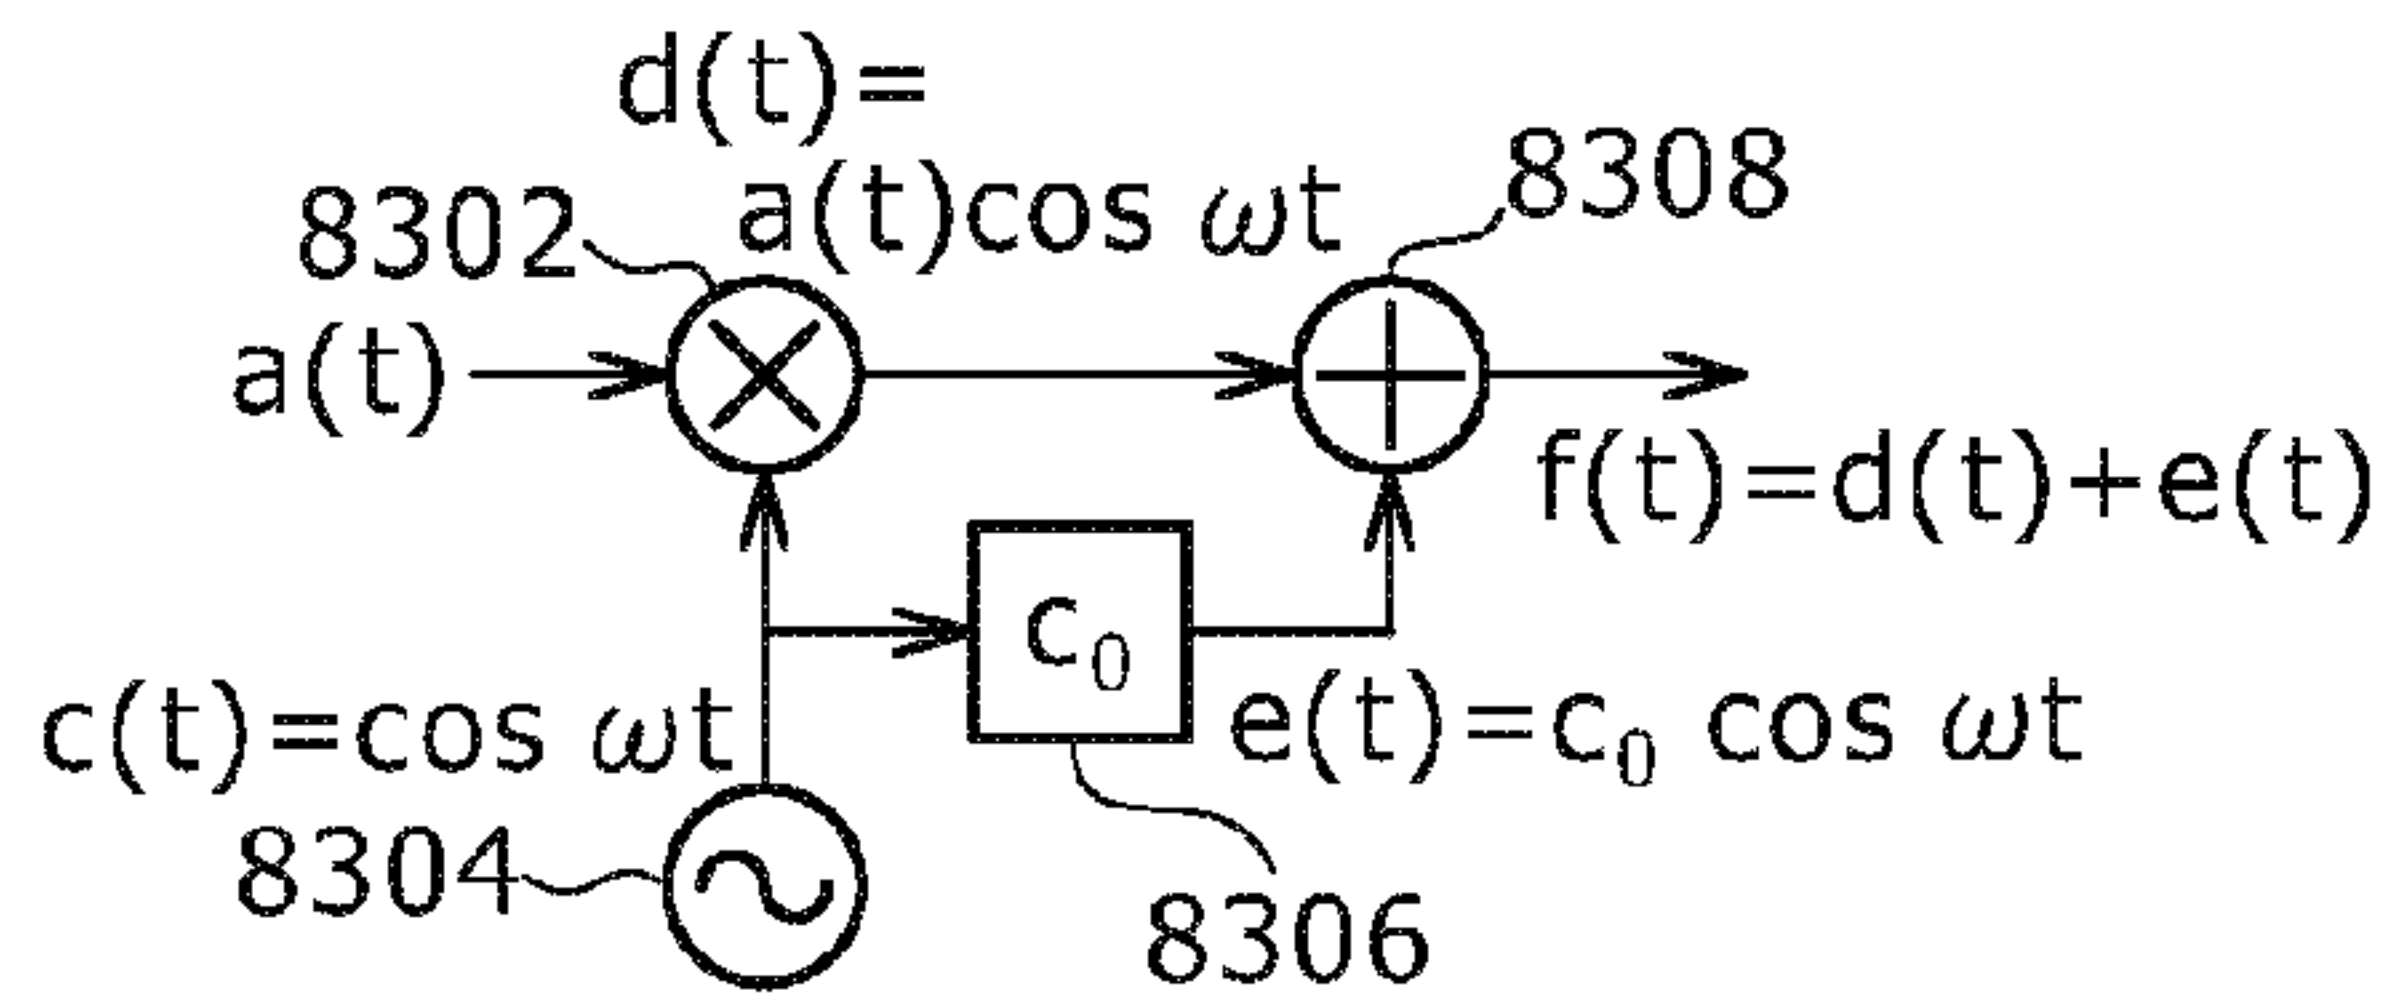 d(t)=
a(t)cos ωt
8308
8302
a(t)
f(t)=d(t)+e(t)
c₀
c(t)=cos ωt
e(t)=c₀ cos ωt
8304
8306